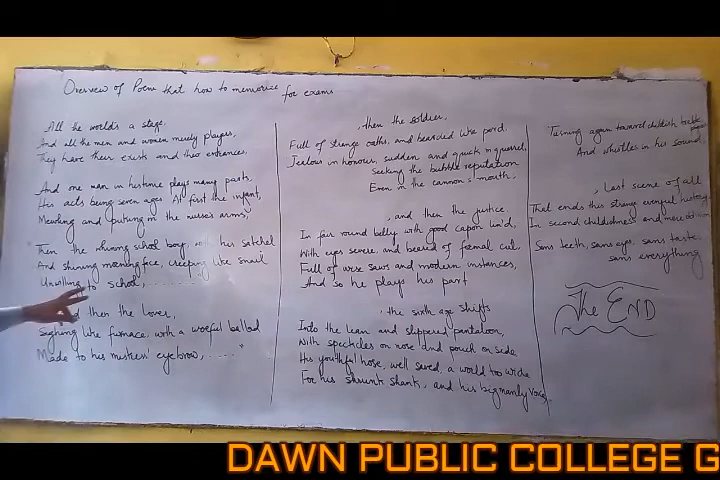 Overview of Poem that how to memorize for exams
All the world's a stage,
And all the men and women merely players,
They have their exists and their entrances,
And one man in his time plays many parts,
His acts being seven ages. At first the infant,
Mewling and puking in the nurse's arms,
Then the whining school boy, with his satchel
And shining morning face, creeping like snail
Unwilling to school, ........
And then the Lover,
Sighing like furnace, with a woeful ballad
Made to his mistress' eyebrow, ....."
, then the soldier,
Full of strange oaths, and bearded like pard,
Jealous in honour, sudden and quick in quarrel,
Seeking the bubble reputation
Even in the cannon's mouth,
, and then the justice,
In fair round belly with good capon lin'd,
With eyes severe and beared of formal cut
Full of wise saws and modern instances,
And so he plays his part
, the sixth age shifts
Into the lean and slippered pantaloon,
With spectcles on nose and pouch on side
His youthful hose, well saved, a world too wide
For his shrunk shank, and his big manly voice,
Turning again toward childish treble pipes
And whistles in his sound,
, Last scene of all
That ends this strange eventful history
In second childishness and mere oblivion
Sans teeth, sans eyes, sans taste,
sans everything
The END
DAWN PUBLIC COLLEGE G